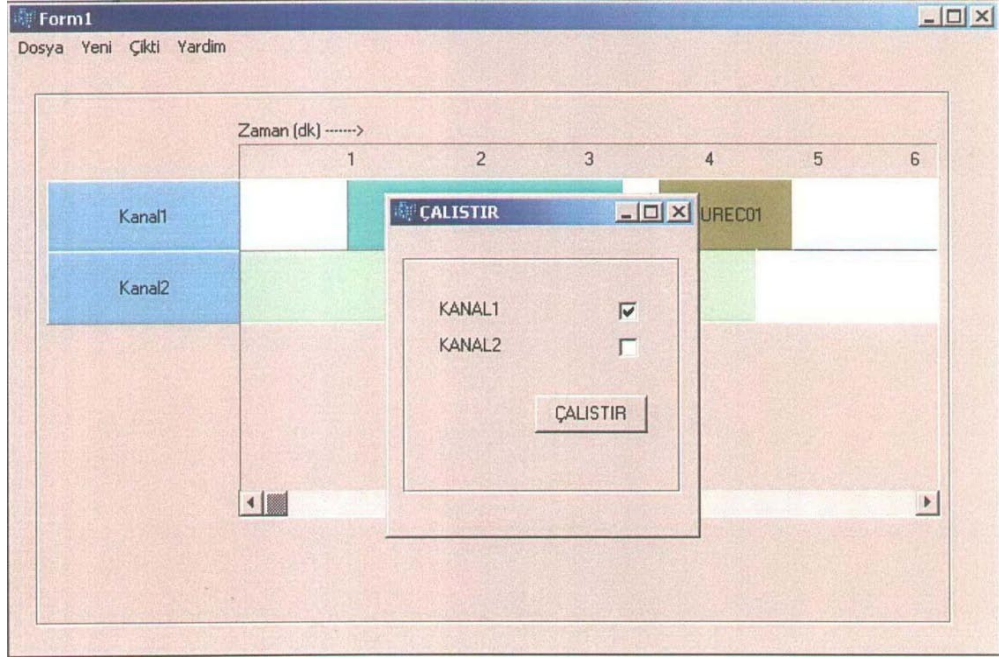 Form1
Dosya Yeni Çikti Yardim
Zaman (dk) ------->
1 2 3 4 5 6
Kanal1
UREC01
Kanal2
ÇALISTIR
KANAL1
KANAL2
ÇALISTIR